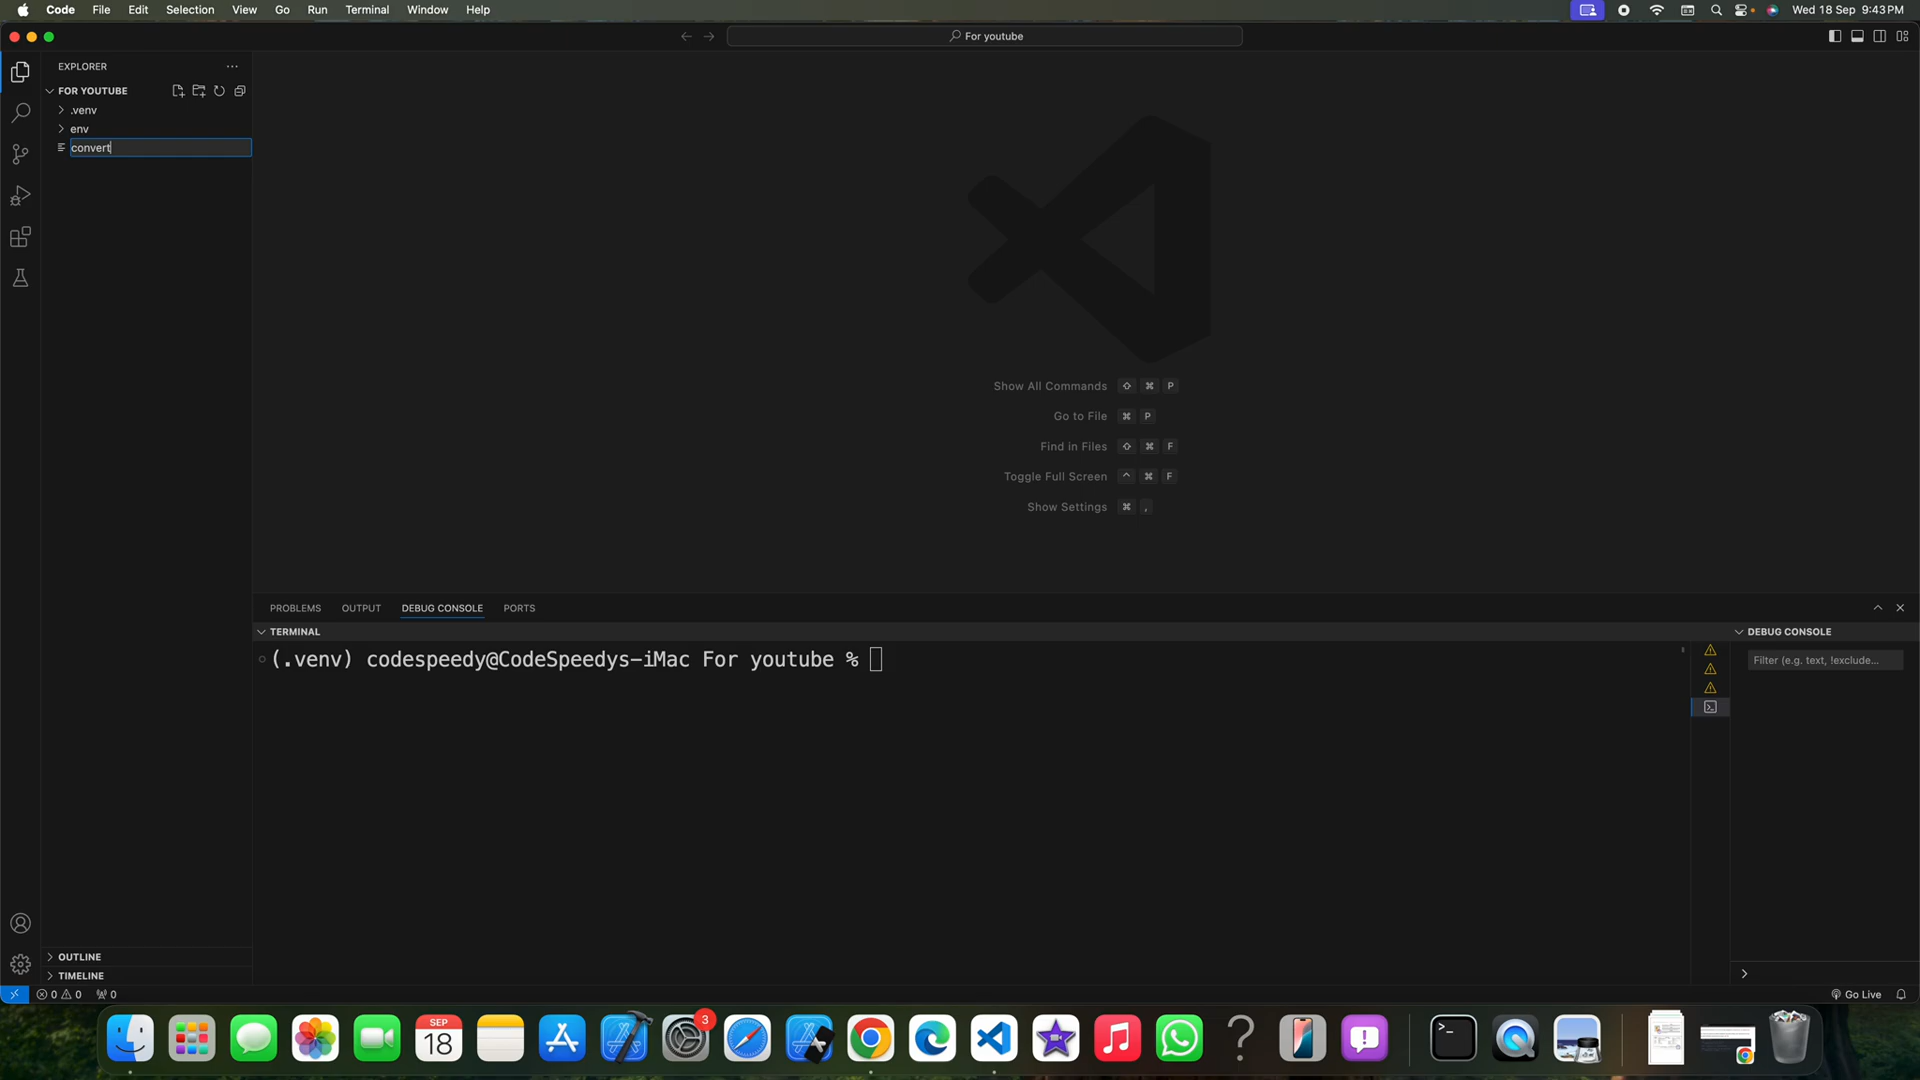 Code File Edit Selection View Go Run Terminal Window Help
Wed 18 Sep 9:43 PM
For youtube
EXPLORER
FOR YOUTUBE
.venv
env
convert
Show All Commands ⇧ ⌘ P
Go to File ⌘ P
Find in Files ⇧ ⌘ F
Toggle Full Screen ^ ⌘ F
Show Settings ⌘ ,
PROBLEMS OUTPUT DEBUG CONSOLE PORTS
TERMINAL
DEBUG CONSOLE
(.venv) codespeedy@CodeSpeedys-iMac For youtube %
Filter (e.g. text, !exclude...
OUTLINE
TIMELINE
0 0 0
Go Live
3
SEP
18